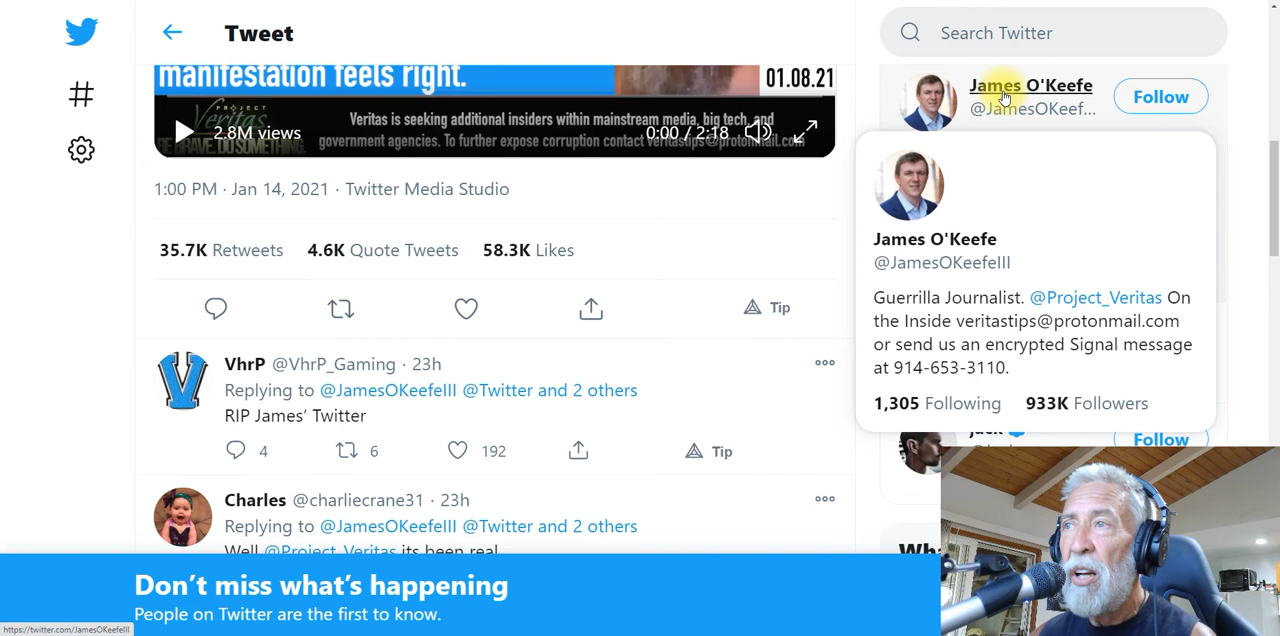 Tweet
Search Twitter
manifestation feels right.
01.08.21
PROJECT
Veritas
BE BRAVE. DO SOMETHING.
2.8M views
Veritas is seeking additional insiders within mainstream media, big tech, and
government agencies. To further expose corruption contact veritastips@protonmail.com
0:00 / 2:18
James O'Keefe
@JamesOKeef...
Follow
1:00 PM · Jan 14, 2021 · Twitter Media Studio
35.7K Retweets 4.6K Quote Tweets 58.3K Likes
Tip
James O'Keefe
@JamesOKeefeIII
Guerrilla Journalist. @Project_Veritas On
the Inside veritastips@protonmail.com
or send us an encrypted Signal message
at 914-653-3110.
1,305 Following 933K Followers
VhrP @VhrP_Gaming · 23h
Replying to @JamesOKeefeIII @Twitter and 2 others
RIP James’ Twitter
4 6 192 Tip
jack
Follow
Charles @charliecrane31 · 23h
Replying to @JamesOKeefeIII @Twitter and 2 others
Well @Project_Veritas its been real
Don’t miss what’s happening
People on Twitter are the first to know.
https://twitter.com/JamesOKeefeIII